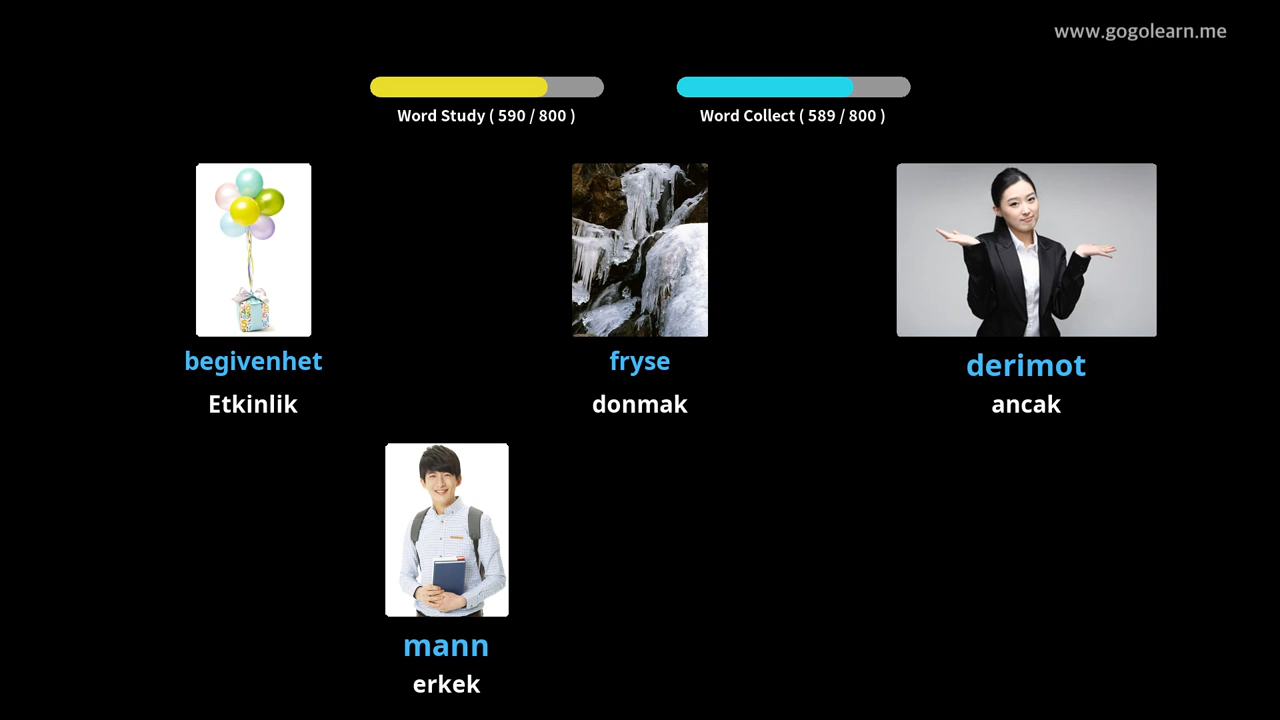 www.gogolearn.me
Word Study ( 590 / 800 )
Word Collect ( 589 / 800 )
begivenhet
Etkinlik
fryse
donmak
derimot
ancak
mann
erkek